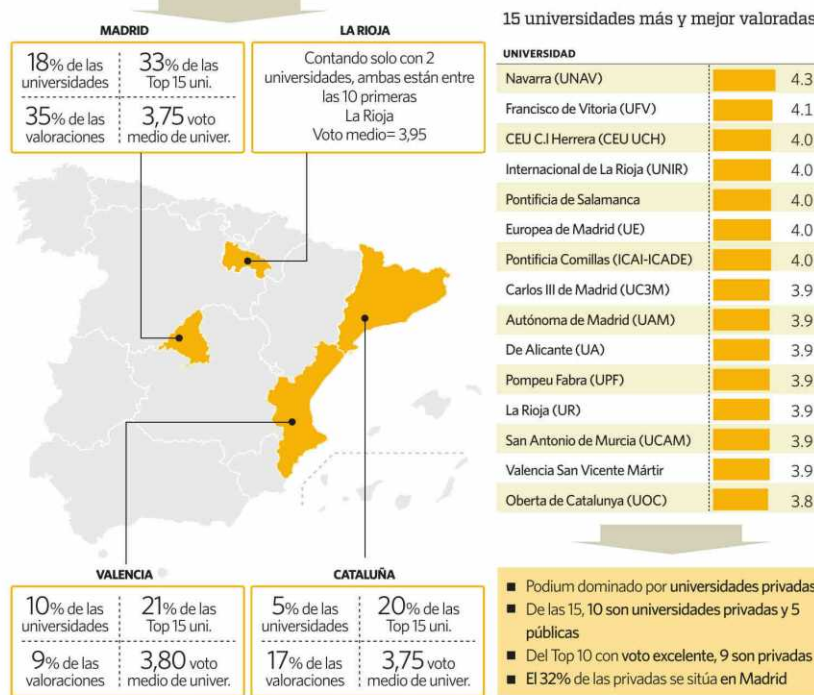 MADRID
18% de las universidades
33% de las Top 15 uni.
35% de las valoraciones
3,75 voto medio de univer.
LA RIOJA
Contando solo con 2
universidades, ambas están entre
las 10 primeras
La Rioja
Voto medio= 3,95
VALENCIA
10% de las universidades
21% de las Top 15 uni.
9% de las valoraciones
3,80 voto medio de univer.
CATALUÑA
5% de las universidades
20% de las Top 15 uni.
17% de las valoraciones
3,75 voto medio de univer.
15 universidades más y mejor valoradas
UNIVERSIDAD
Navarra (UNAV) 4.3
Francisco de Vitoria (UFV) 4.1
CEU C.I Herrera (CEU UCH) 4.0
Internacional de La Rioja (UNIR) 4.0
Pontificia de Salamanca 4.0
Europea de Madrid (UE) 4.0
Pontificia Comillas (ICAI-ICADE) 4.0
Carlos III de Madrid (UC3M) 3.9
Autónoma de Madrid (UAM) 3.9
De Alicante (UA) 3.9
Pompeu Fabra (UPF) 3.9
La Rioja (UR) 3.9
San Antonio de Murcia (UCAM) 3.9
Valencia San Vicente Mártir 3.9
Oberta de Catalunya (UOC) 3.8
■ Podium dominado por universidades privadas
■ De las 15, 10 son universidades privadas y 5
públicas
■ Del Top 10 con voto excelente, 9 son privadas
■ El 32% de las privadas se sitúa en Madrid